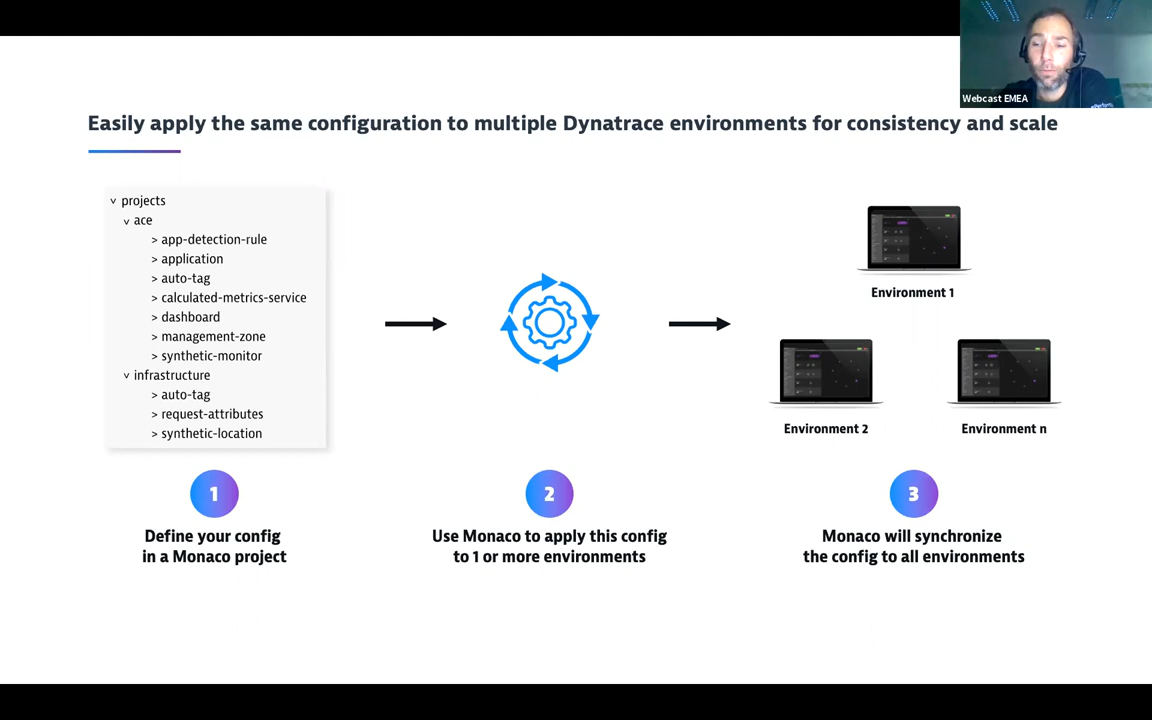 Webcast EMEA
Easily apply the same configuration to multiple Dynatrace environments for consistency and scale
v projects
v ace
> app-detection-rule
> application
> auto-tag
> calculated-metrics-service
> dashboard
> management-zone
> synthetic-monitor
v infrastructure
> auto-tag
> request-attributes
> synthetic-location
Environment 1
Environment 2
Environment n
1
Define your config
in a Monaco project
2
Use Monaco to apply this config
to 1 or more environments
3
Monaco will synchronize
the config to all environments